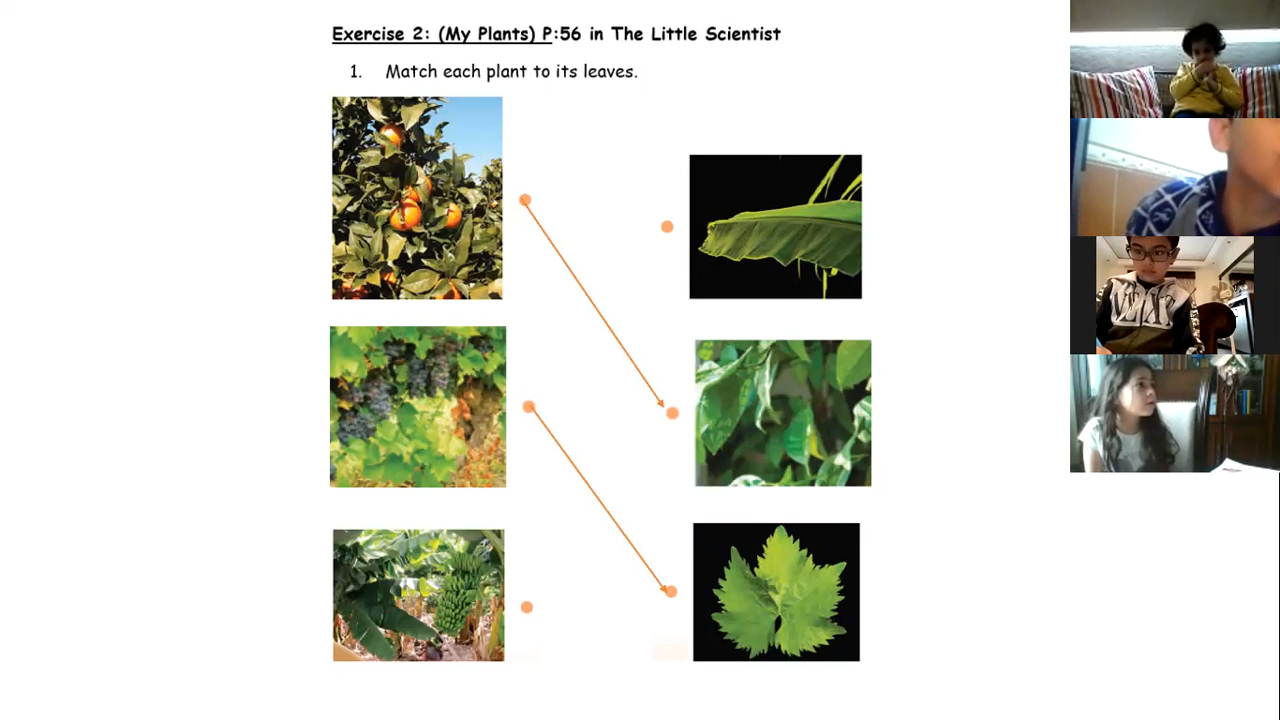 Exercise 2: (My Plants) P:56 in The Little Scientist
1. Match each plant to its leaves.